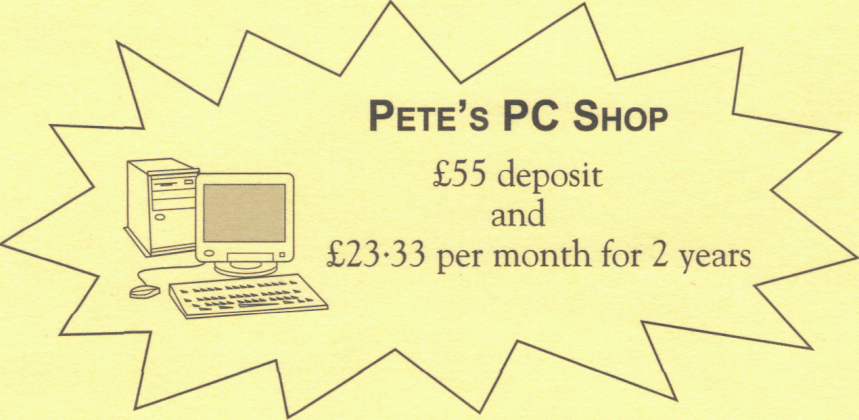 PETE'S PC SHOP
£55 deposit
and
£23·33 per month for 2 years